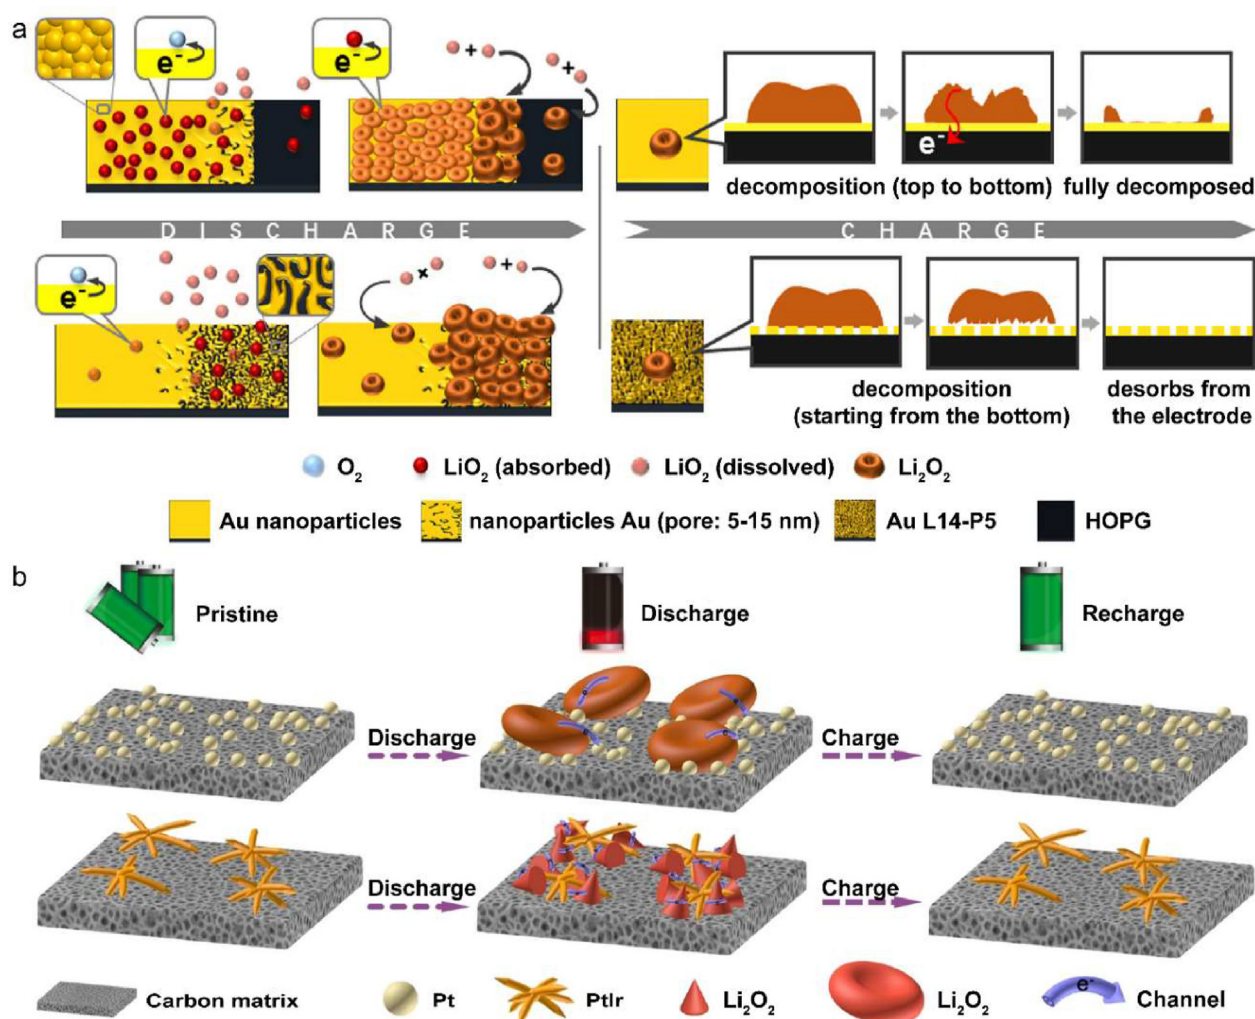 a
e-
e-
e-
decomposition (top to bottom) fully decomposed
DISCHARGE
CHARGE
e-
decomposition
(starting from the bottom)
desorbs from
the electrode
O₂
LiO₂ (absorbed)
LiO₂ (dissolved)
Li₂O₂
Au nanoparticles
nanoparticles Au (pore: 5-15 nm)
Au L14-P5
HOPG
b
Pristine
Discharge
Recharge
Discharge
Charge
Discharge
Charge
Carbon matrix
Pt
PtIr
Li₂O₂
Li₂O₂
e-
Channel